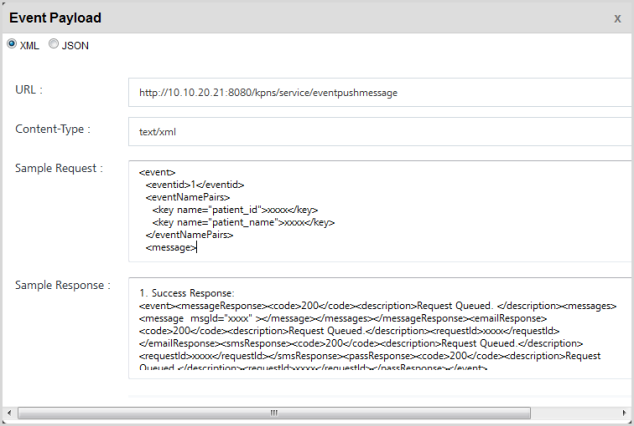 Event Payload x
XML JSON
URL : http://10.10.20.21:8080/kpns/service/eventpushmessage
Content-Type : text/xml
Sample Request :
<event>
<eventid>1</eventid>
<eventNamePairs>
<key name="patient_id">xxxx</key>
<key name="patient_name">xxxx</key>
</eventNamePairs>
<message>
Sample Response :
1. Success Response:
<event><messageResponse><code>200</code><description>Request Queued. </description><messages>
<message  msgId="xxxx" ></message></messages></messageResponse><emailResponse>
<code>200</code><description>Request Queued.</description><requestId>xxxx</requestId>
</emailResponse><smsResponse><code>200</code><description>Request Queued.</description>
<requestId>xxxx</requestId></smsResponse><passResponse><code>200</code><description>Request
Queued.</description><requestId>xxxx</requestId></passResponse></event>